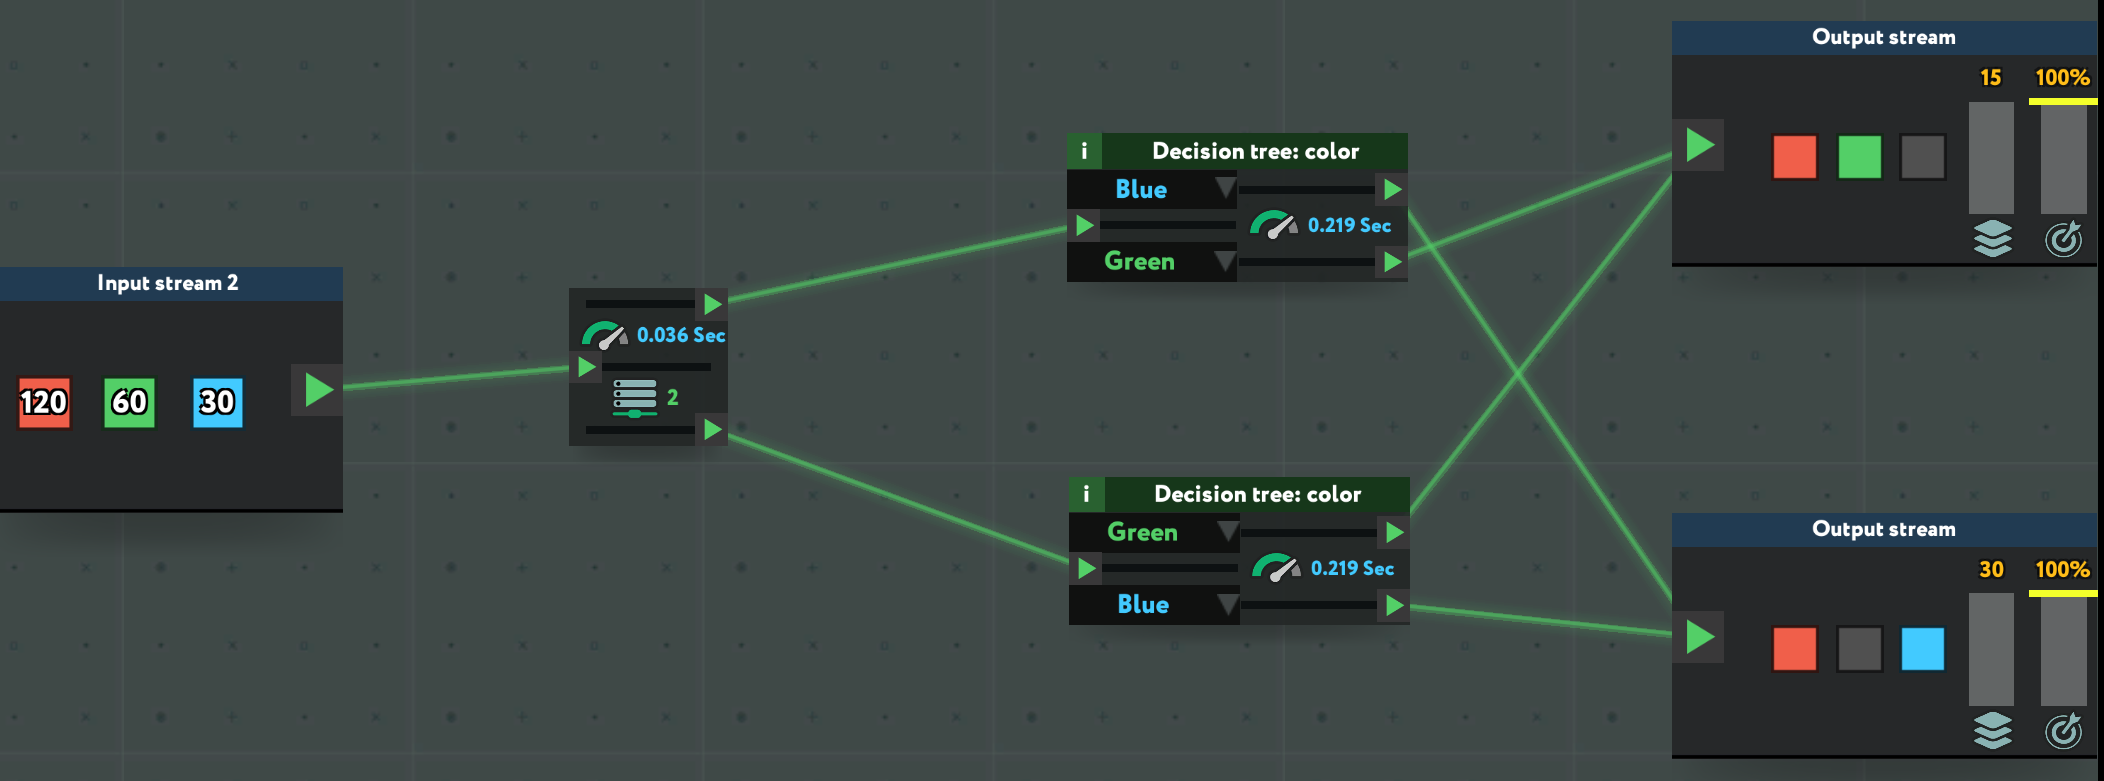 Input stream 2
120 60 30
0.036 Sec
2
i Decision tree: color
Blue
0.219 Sec
Green
i Decision tree: color
Green
0.219 Sec
Blue
Output stream
15 100%
Output stream
30 100%